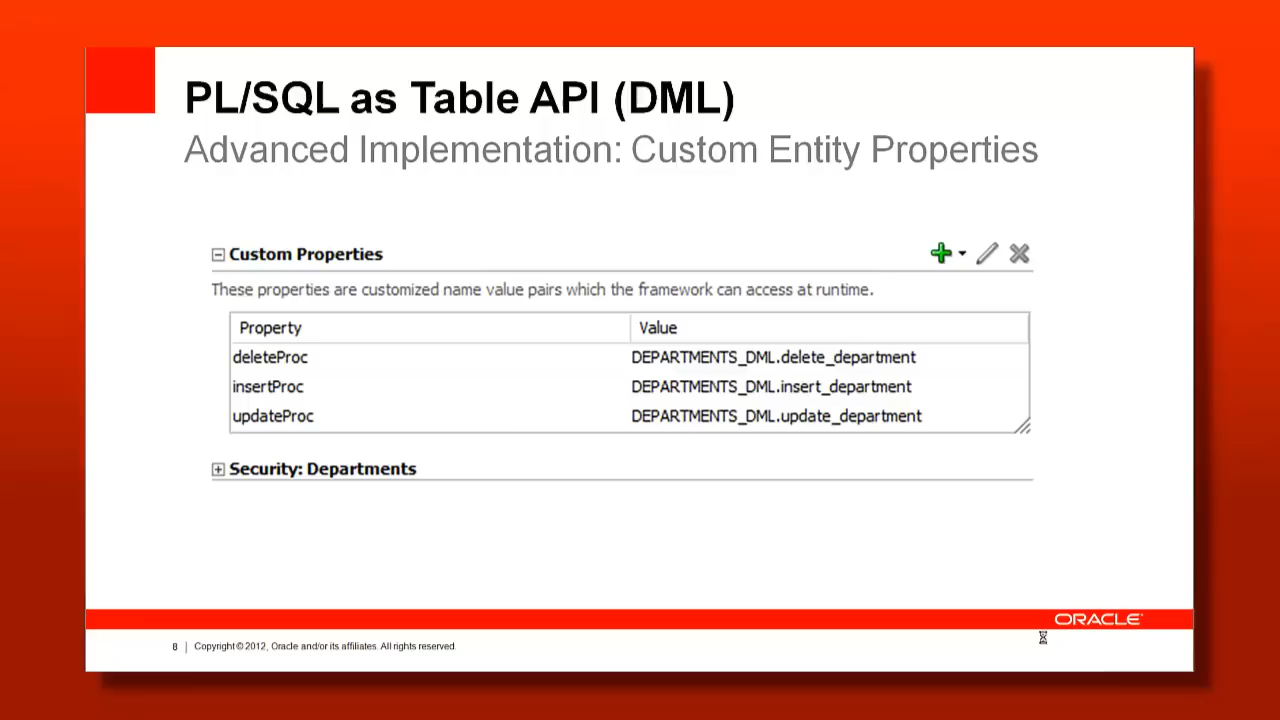 PL/SQL as Table API (DML)
Advanced Implementation: Custom Entity Properties
Custom Properties
These properties are customized name value pairs which the framework can access at runtime.
Property Value
deleteProc DEPARTMENTS_DML.delete_department
insertProc DEPARTMENTS_DML.insert_department
updateProc DEPARTMENTS_DML.update_department
Security: Departments
ORACLE
8 | Copyright © 2012, Oracle and/or its affiliates. All rights reserved.